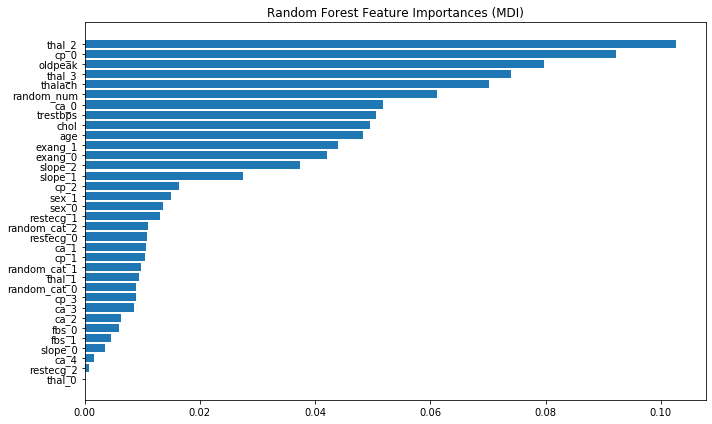 Random Forest Feature Importances (MDI)
thal_2
cp_0
oldpeak
thal_3
thalach
random_num
ca_0
trestbps
chol
age
exang_1
exang_0
slope_2
slope_1
cp_2
sex_1
sex_0
restecg_1
random_cat_2
restecg_0
ca_1
cp_1
random_cat_1
thal_1
random_cat_0
cp_3
ca_3
ca_2
fbs_0
fbs_1
slope_0
ca_4
restecg_2
thal_0
0.00 0.02 0.04 0.06 0.08 0.10